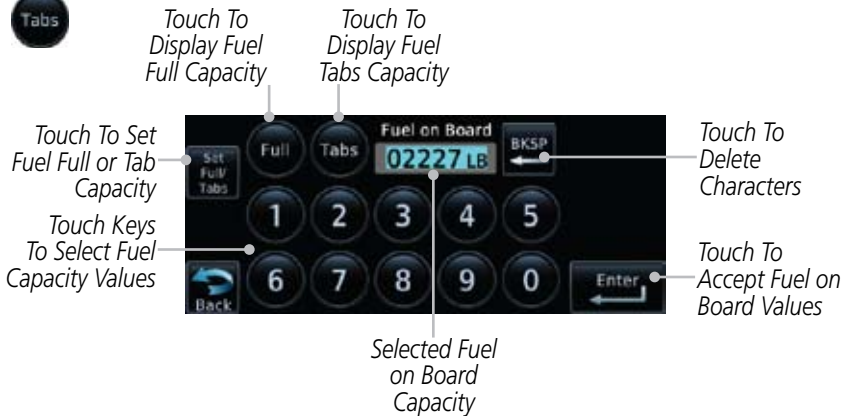 Tabs
Touch To
Display Fuel
Full Capacity
Touch To
Display Fuel
Tabs Capacity
Touch To Set
Fuel Full or Tab
Capacity
Touch Keys
To Select Fuel
Capacity Values
Set
Full/
Tabs
Full
Tabs
Fuel on Board
02227 LB
BKSP
1
2
3
4
5
Back
6
7
8
9
0
Enter
Touch To
Delete
Characters
Touch To
Accept Fuel on
Board Values
Selected Fuel
on Board
Capacity